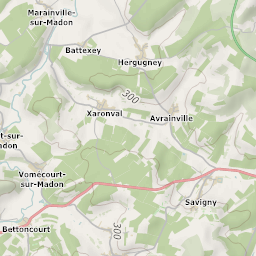 Marainville-
sur-Madon
Battexey
Hergugney
300
Xaronval
Avrainville
t-sur-
adon
Vomécourt-
sur-Madon
Savigny
Bettoncourt
300